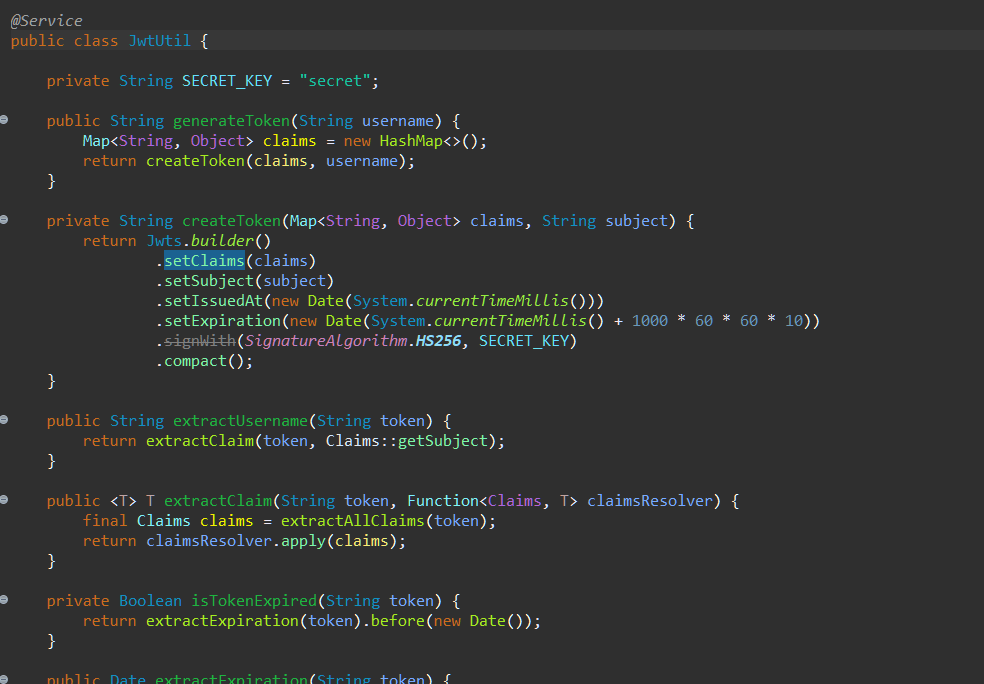 @Service
public class JwtUtil {
private String SECRET_KEY = "secret";
public String generateToken(String username) {
Map<String, Object> claims = new HashMap<>();
return createToken(claims, username);
}
private String createToken(Map<String, Object> claims, String subject) {
return Jwts.builder()
.setClaims(claims)
.setSubject(subject)
.setIssuedAt(new Date(System.currentTimeMillis()))
.setExpiration(new Date(System.currentTimeMillis() + 1000 * 60 * 60 * 10))
.signWith(SignatureAlgorithm.HS256, SECRET_KEY)
.compact();
}
public String extractUsername(String token) {
return extractClaim(token, Claims::getSubject);
}
public <T> T extractClaim(String token, Function<Claims, T> claimsResolver) {
final Claims claims = extractAllClaims(token);
return claimsResolver.apply(claims);
}
private Boolean isTokenExpired(String token) {
return extractExpiration(token).before(new Date());
}
public Date extractExpiration(String token) {